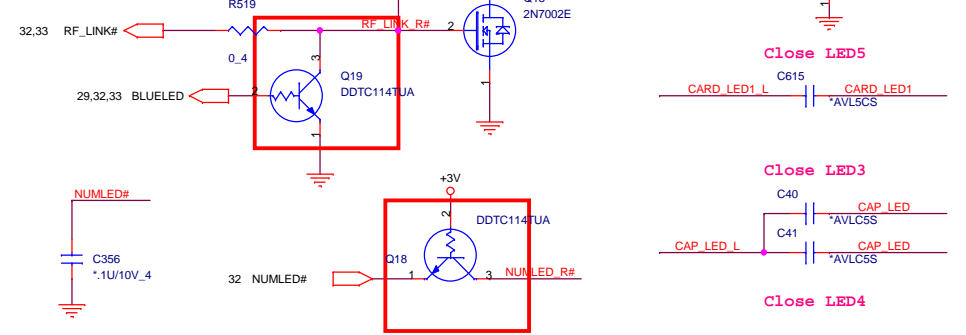 R519
Q18
2N7002E
32,33 RF_LINK#
RF_LINK_R#
2
0_4
3
1
Q19
DDTC114TUA
29,32,33 BLUELED
2
1
1
Close LED5
C615
CARD_LED1_L
CARD_LED1
*AVL5CS
NUMLED#
C356
*.1U/10V_4
+3V
2
DDTC114TUA
Q18
32 NUMLED#
1
3
NUMLED_R#
Close LED3
C40
CAP_LED
*AVLC5S
C41
CAP_LED_L
CAP_LED
*AVLC5S
Close LED4